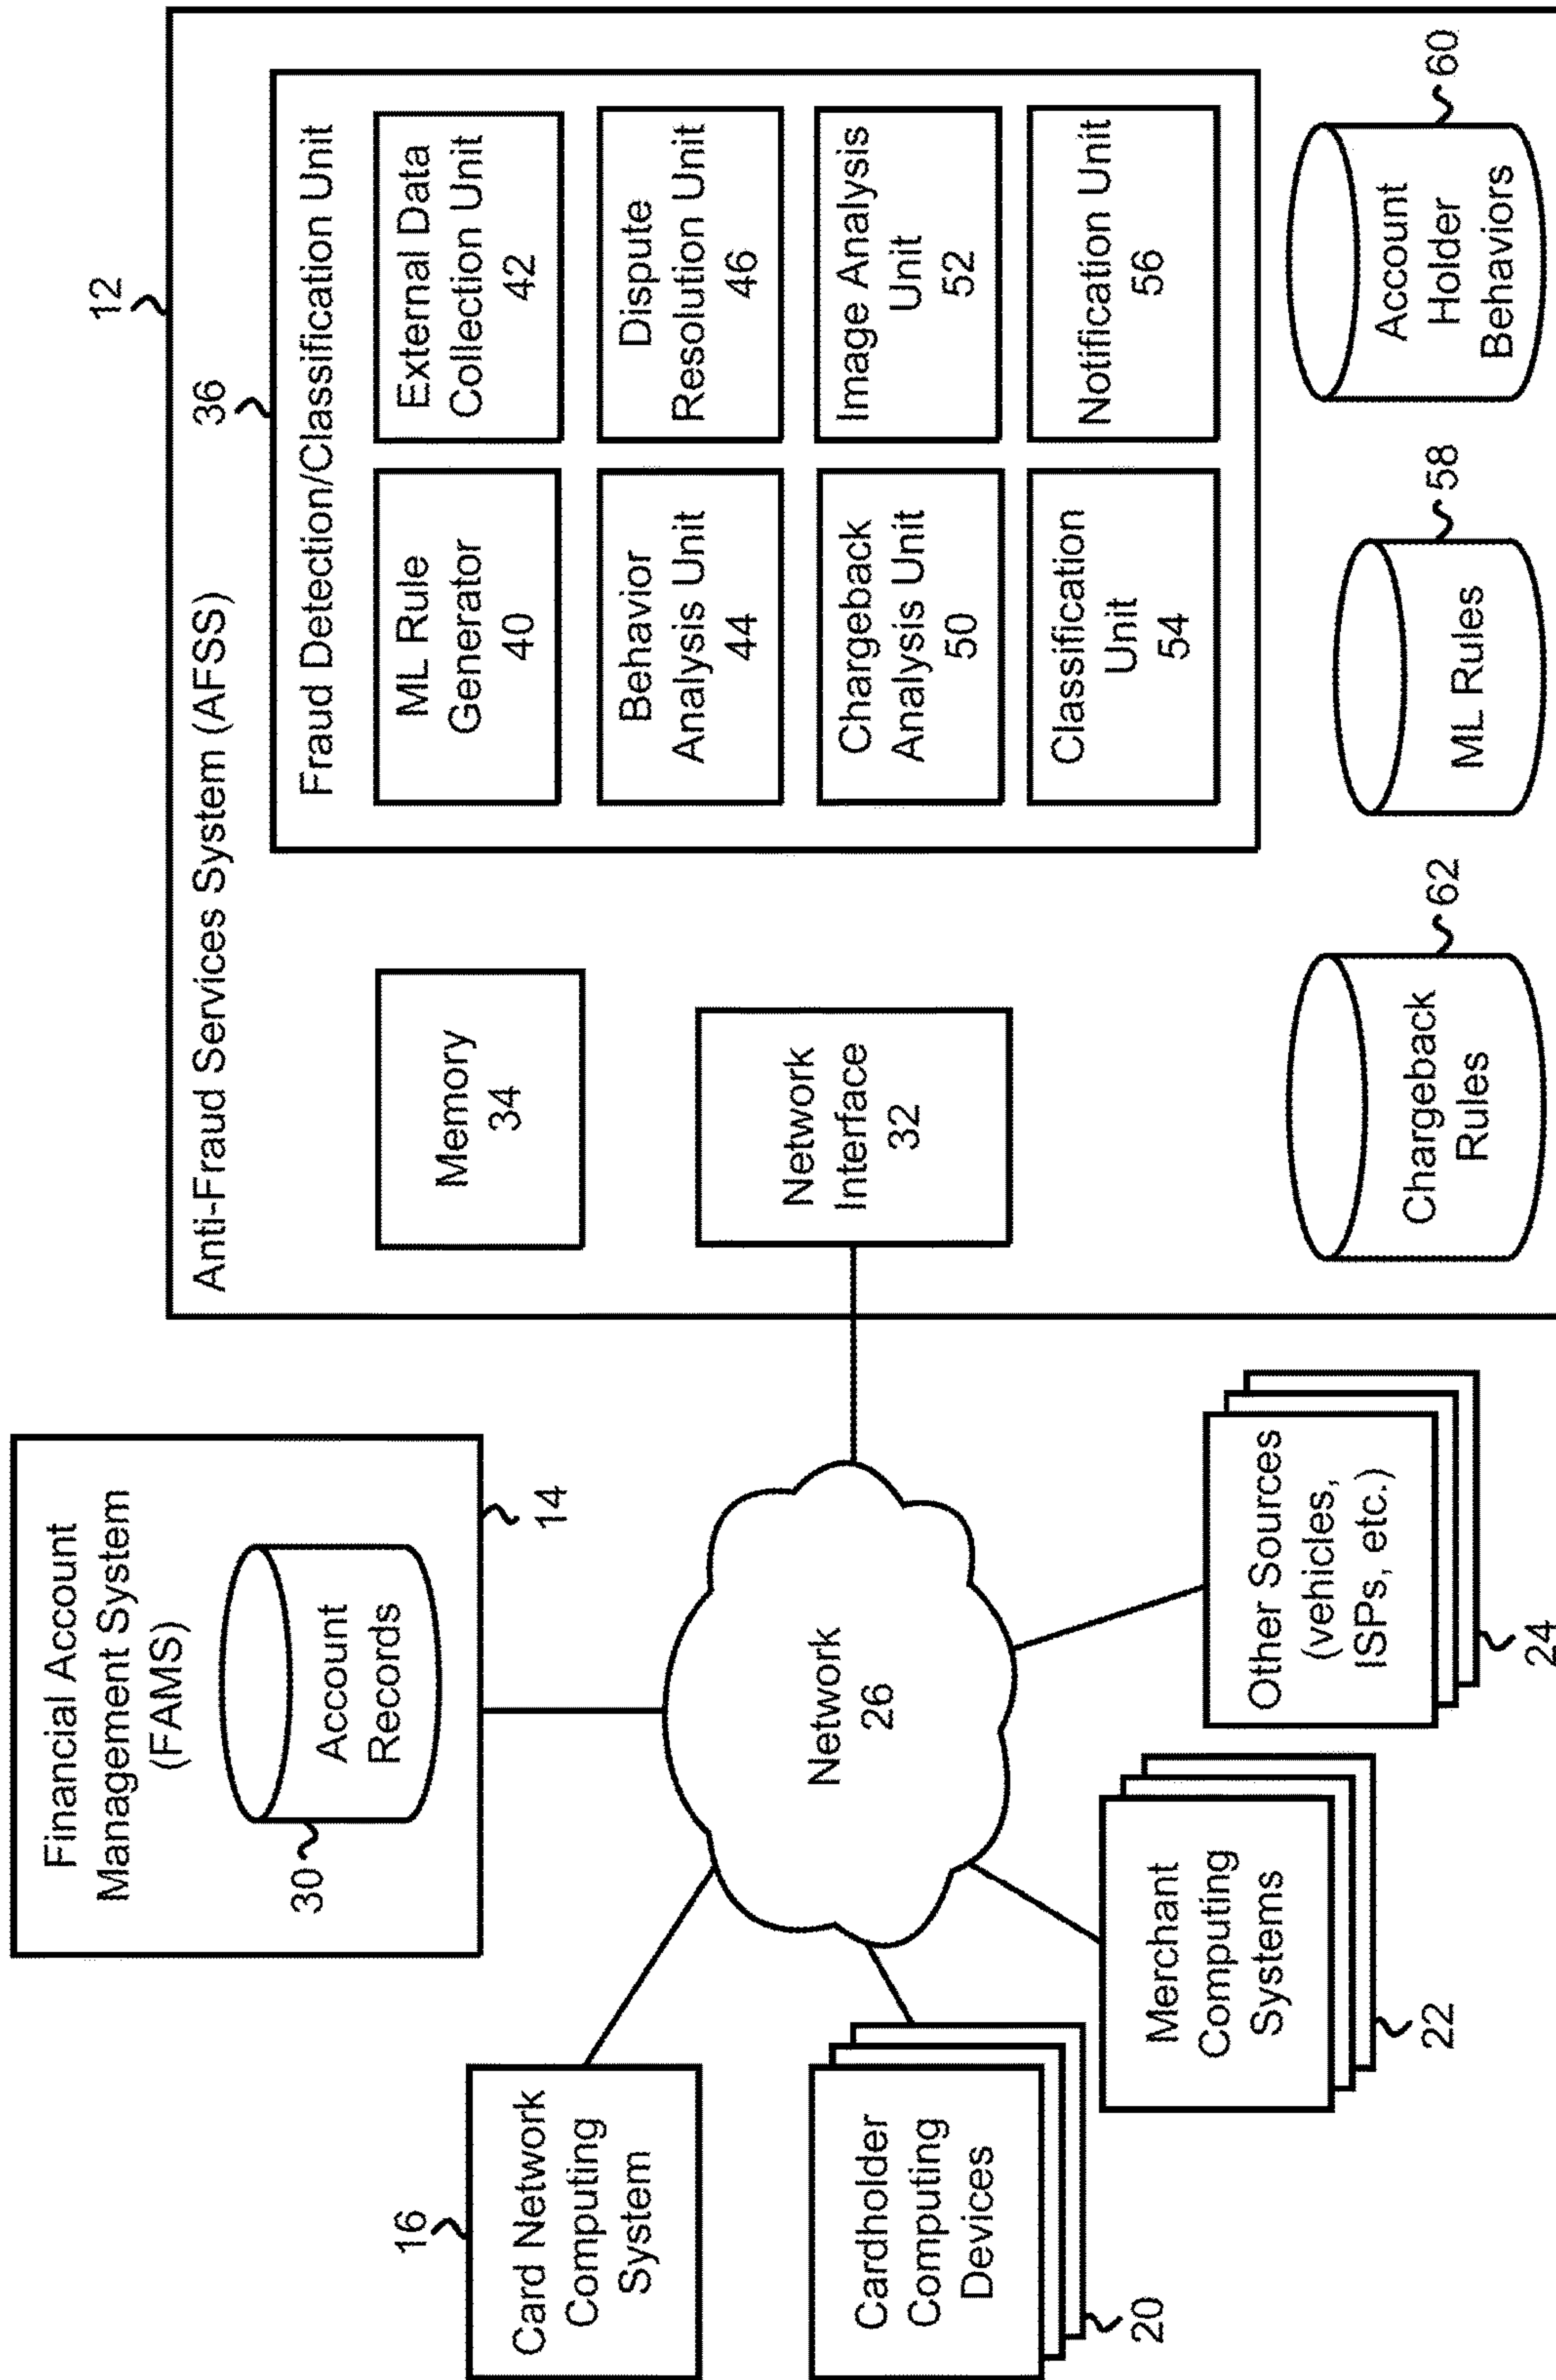 12
Anti-Fraud Services System (AFSS)
36
Fraud Detection/Classification Unit
ML Rule
Generator
40
External Data
Collection Unit
42
Behavior
Analysis Unit
44
Dispute
Resolution Unit
46
Chargeback
Analysis Unit
50
Image Analysis
Unit
52
Classification
Unit
54
Notification Unit
56
Memory
34
Network
Interface
32
Chargeback
Rules
62
ML Rules
58
Account
Holder
Behaviors
60
Financial Account
Management System
(FAMS)
Account
Records
30
14
Network
26
16
Card Network
Computing
System
Cardholder
Computing
Devices
20
Merchant
Computing
Systems
22
Other Sources
(vehicles,
ISPs, etc.)
24